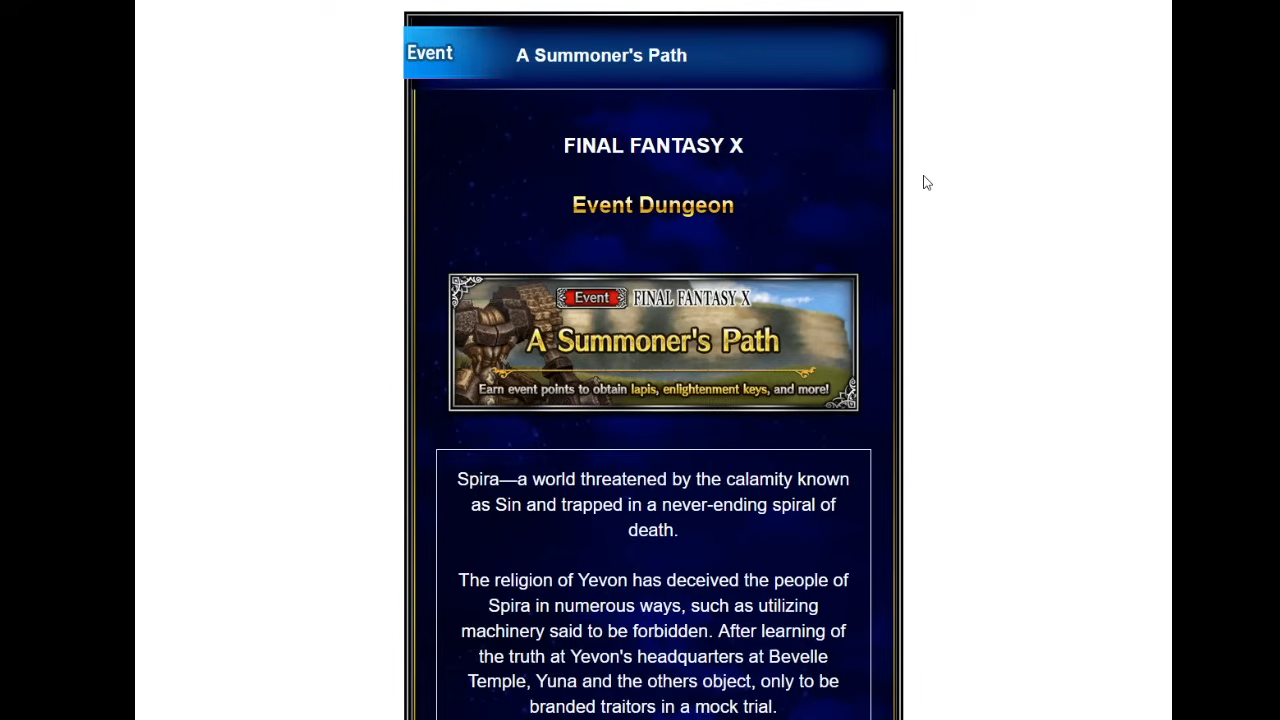 Event
A Summoner's Path
FINAL FANTASY X
Event Dungeon
Event FINAL FANTASY X
A Summoner's Path
Earn event points to obtain lapis, enlightenment keys, and more!
Spira—a world threatened by the calamity known
as Sin and trapped in a never-ending spiral of
death.
The religion of Yevon has deceived the people of
Spira in numerous ways, such as utilizing
machinery said to be forbidden. After learning of
the truth at Yevon's headquarters at Bevelle
Temple, Yuna and the others object, only to be
branded traitors in a mock trial.